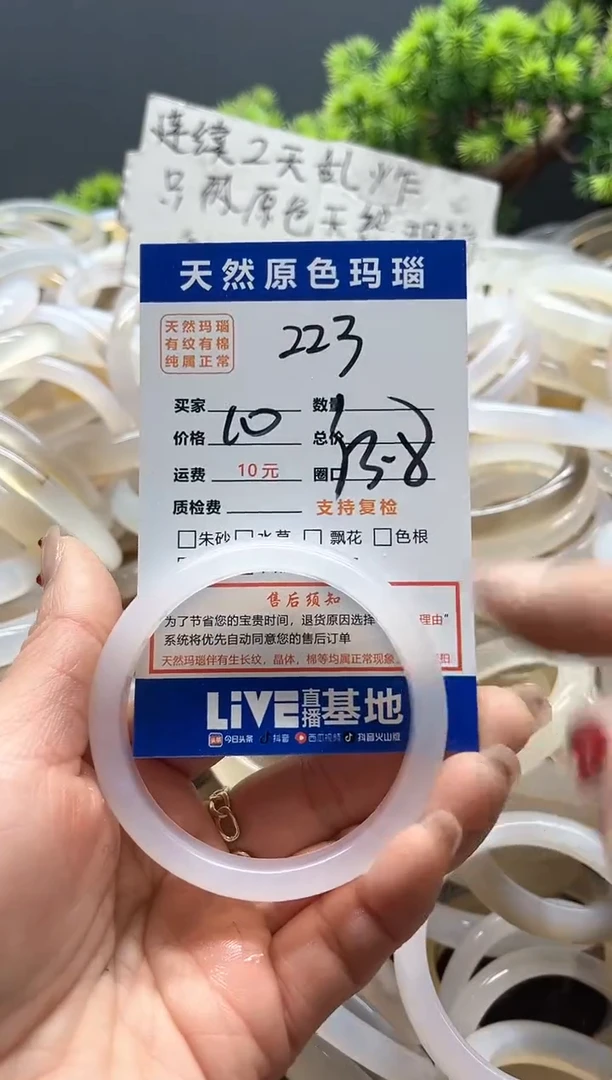 连续2天乱炸
只两原色天然
天然原色玛瑙
天然玛瑙
有纹有棉
纯属正常
223
买家
数量
价格 10
总价
运费 10元
圈口 13-8
质检费
支持复检
朱砂 水草 飘花 色根
售后须知
为了节省您的宝贵时间，退货原因选择 理由"
系统将优先自动同意您的售后订单
天然玛瑙伴有生长纹，晶体，棉等均属正常现象
LiVE直播基地
今日头条 抖音 西瓜视频 抖音火山版